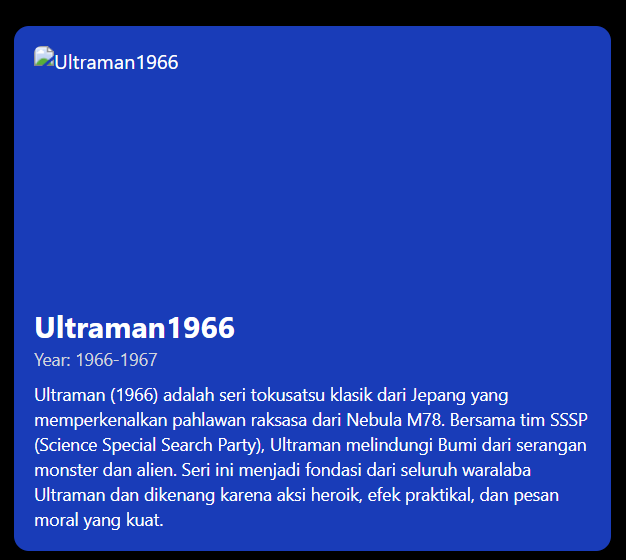 Ultraman1966
Ultraman1966
Year: 1966-1967
Ultraman (1966) adalah seri tokusatsu klasik dari Jepang yang
memperkenalkan pahlawan raksasa dari Nebula M78. Bersama tim SSSP
(Science Special Search Party), Ultraman melindungi Bumi dari serangan
monster dan alien. Seri ini menjadi fondasi dari seluruh waralaba
Ultraman dan dikenang karena aksi heroik, efek praktikal, dan pesan
moral yang kuat.